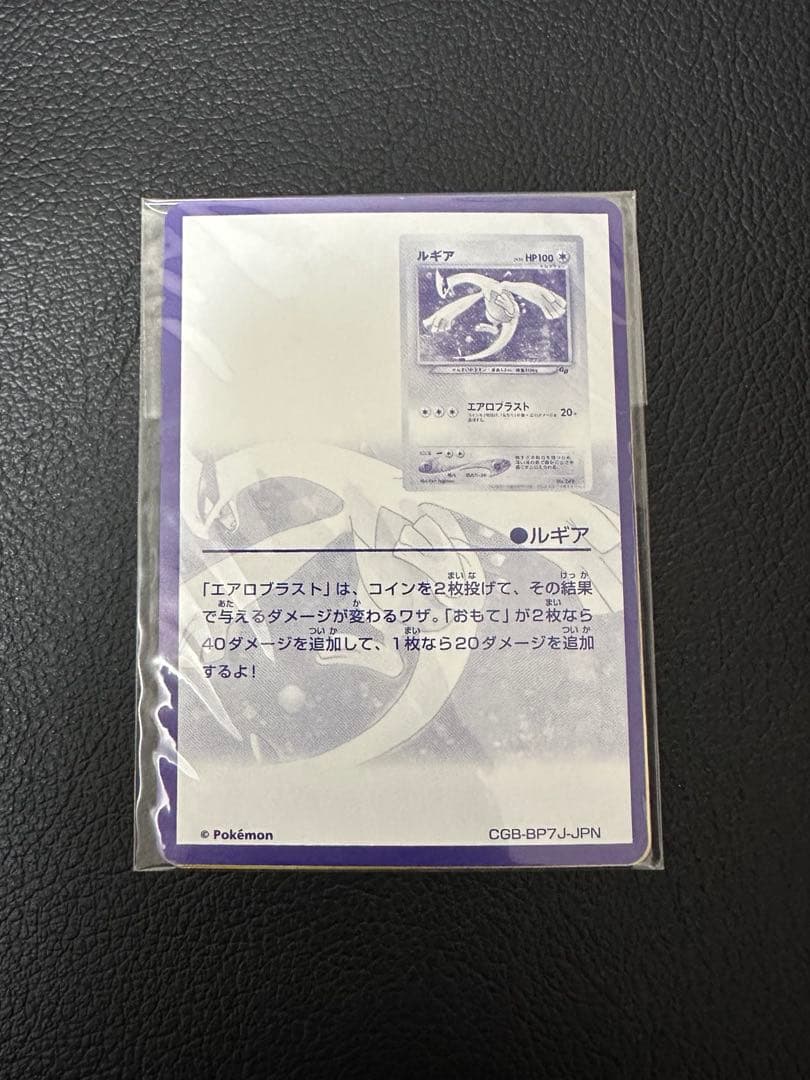 ルギア
HP100
エアロブラスト
20+
●ルギア
「エアロブラスト」は、コインを2枚投げて、その結果
で与えるダメージが変わるワザ。「おもて」が2枚なら
40ダメージを追加して、1枚なら20ダメージを追加
するよ!
© Pokémon
CGB-BP7J-JPN